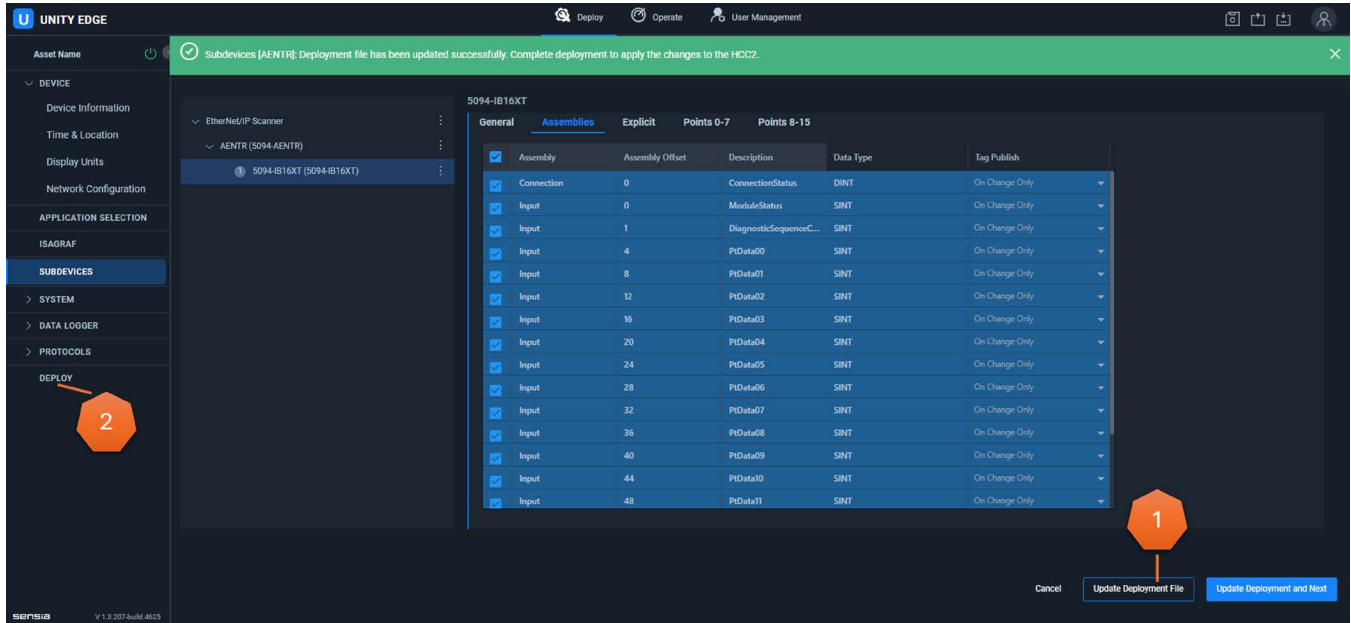 U UNITY EDGE
Deploy
Operate
User Management
Asset Name
Subdevices [AENTR]: Deployment file has been updated successfully. Complete deployment to apply the changes to the HCC2.
DEVICE
Device Information
Time & Location
Display Units
Network Configuration
APPLICATION SELECTION
ISAGRAF
SUBDEVICES
SYSTEM
DATA LOGGER
PROTOCOLS
DEPLOY
2
EtherNet/IP Scanner
AENTR (5094-AENTR)
1 5094-IB16XT (5094-IB16XT)
5094-IB16XT
General Assemblies Explicit Points 0-7 Points 8-15
Assembly Assembly Offset Description Data Type Tag Publish
Connection 0 ConnectionStatus DINT On Change Only
Input 0 ModuleStatus SINT On Change Only
Input 1 DiagnosticSequenceC... SINT On Change Only
Input 4 PtData00 SINT On Change Only
Input 8 PtData01 SINT On Change Only
Input 12 PtData02 SINT On Change Only
Input 16 PtData03 SINT On Change Only
Input 20 PtData04 SINT On Change Only
Input 24 PtData05 SINT On Change Only
Input 28 PtData06 SINT On Change Only
Input 32 PtData07 SINT On Change Only
Input 36 PtData08 SINT On Change Only
Input 40 PtData09 SINT On Change Only
Input 44 PtData10 SINT On Change Only
Input 48 PtData11 SINT On Change Only
1
Cancel
Update Deployment File
Update Deployment and Next
sensia
V 1.3.207-build.4625